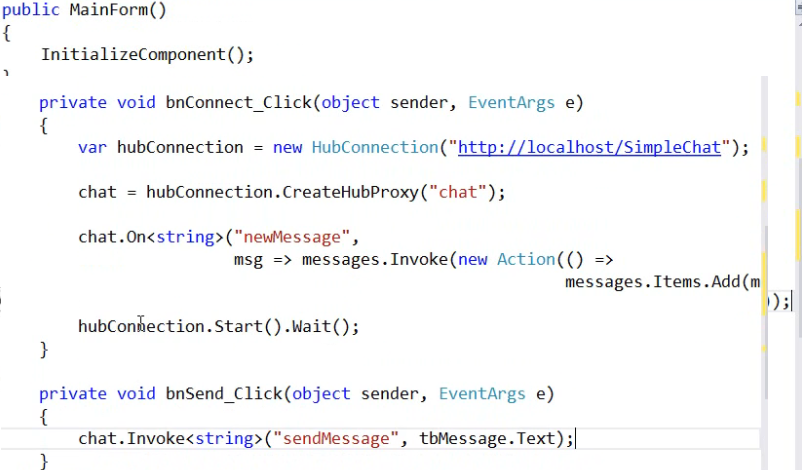 public MainForm()
{
InitializeComponent();
private void bnConnect_Click(object sender, EventArgs e)
{
var hubConnection = new HubConnection("http://localhost/SimpleChat");
chat = hubConnection.CreateHubProxy("chat");
chat.On<string>("newMessage",
msg => messages.Invoke(new Action(() =>
messages.Items.Add(m
));
hubConnection.Start().Wait();
}
private void bnSend_Click(object sender, EventArgs e)
{
chat.Invoke<string>("sendMessage", tbMessage.Text);
}